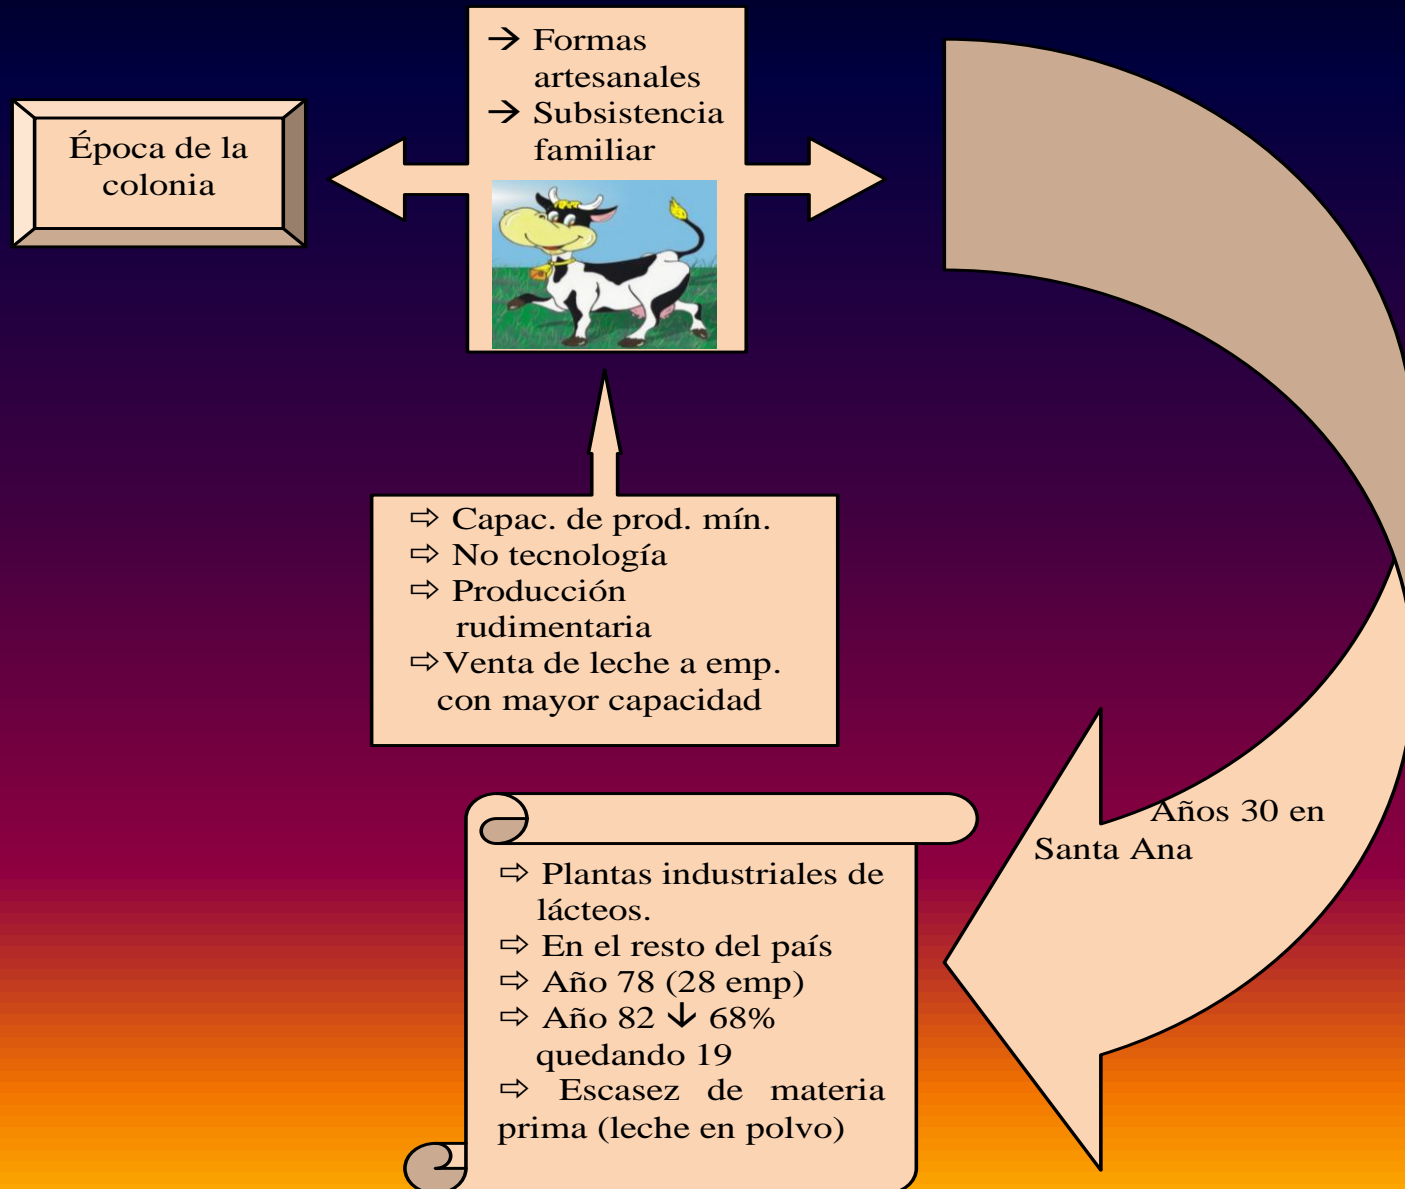 Época de la
colonia
→ Formas
artesanales
→ Subsistencia
familiar
⇨ Capac. de prod. mín.
⇨ No tecnología
⇨ Producción
rudimentaria
⇨Venta de leche a emp.
con mayor capacidad
Años 30 en
Santa Ana
⇨ Plantas industriales de
lácteos.
⇨ En el resto del país
⇨ Año 78 (28 emp)
⇨ Año 82 ↓ 68%
quedando 19
⇨ Escasez de materia
prima (leche en polvo)